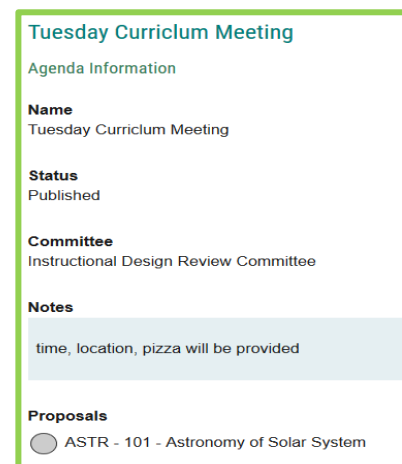 Tuesday Curriclum Meeting
Agenda Information
Name
Tuesday Curriclum Meeting
Status
Published
Committee
Instructional Design Review Committee
Notes
time, location, pizza will be provided
Proposals
ASTR - 101 - Astronomy of Solar System